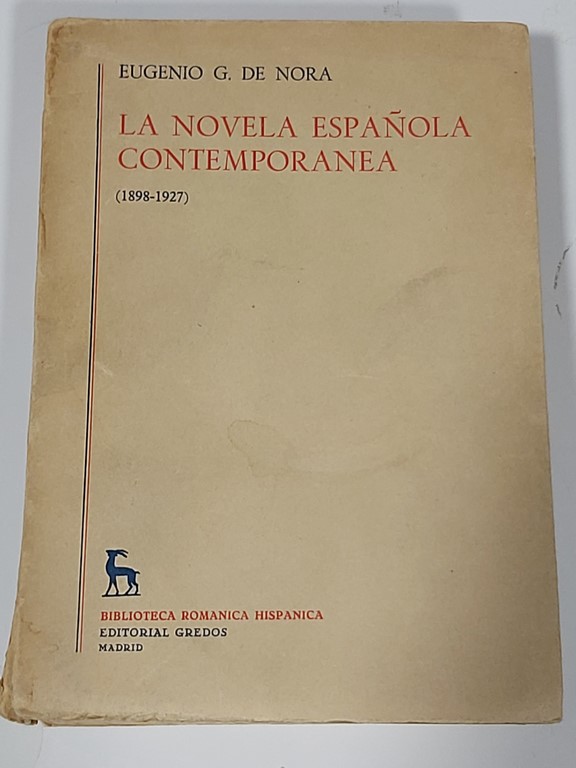 EUGENIO G. DE NORA
LA NOVELA ESPAÑOLA
CONTEMPORANEA
(1898-1927)
BIBLIOTECA ROMANICA HISPANICA
EDITORIAL GREDOS
MADRID